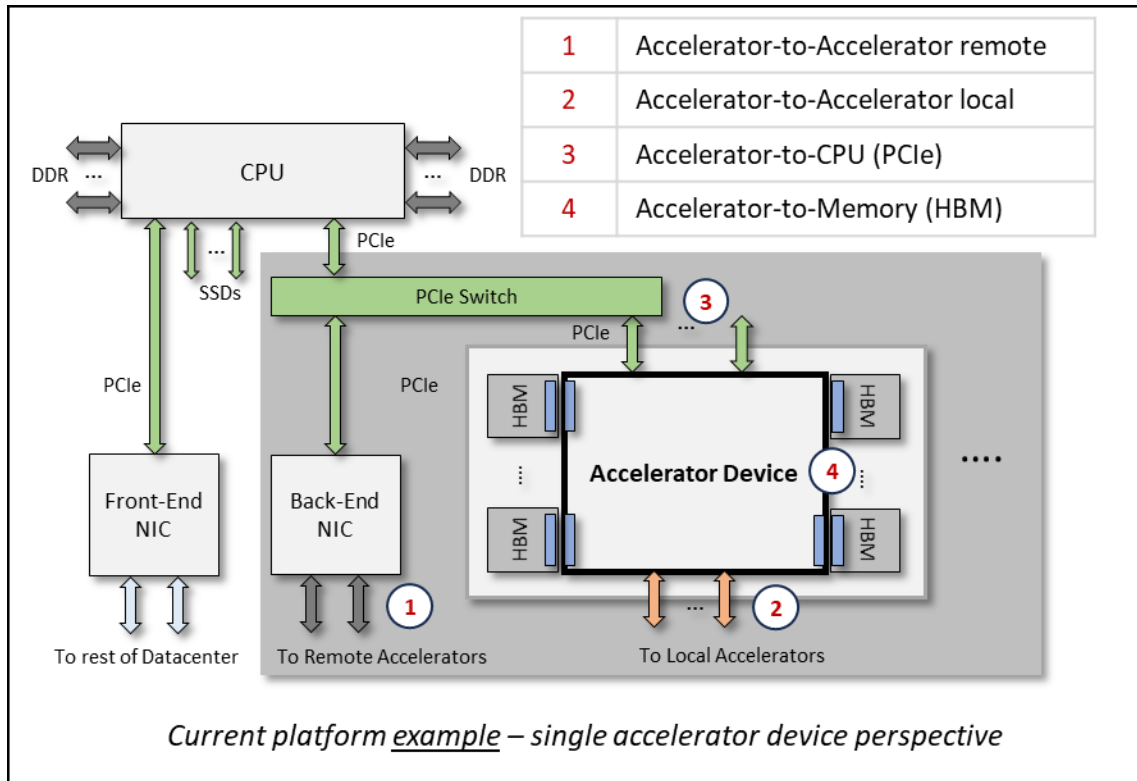 1 Accelerator-to-Accelerator remote
2 Accelerator-to-Accelerator local
3 Accelerator-to-CPU (PCIe)
4 Accelerator-to-Memory (HBM)
CPU
DDR ...
... DDR
...
SSDs
PCIe
PCIe Switch
3
PCIe
...
PCIe
PCIe
HBM
HBM
Accelerator Device
4
...
...
....
HBM
HBM
Front-End
NIC
Back-End
NIC
1
...
2
To rest of Datacenter
To Remote Accelerators
To Local Accelerators
Current platform example – single accelerator device perspective